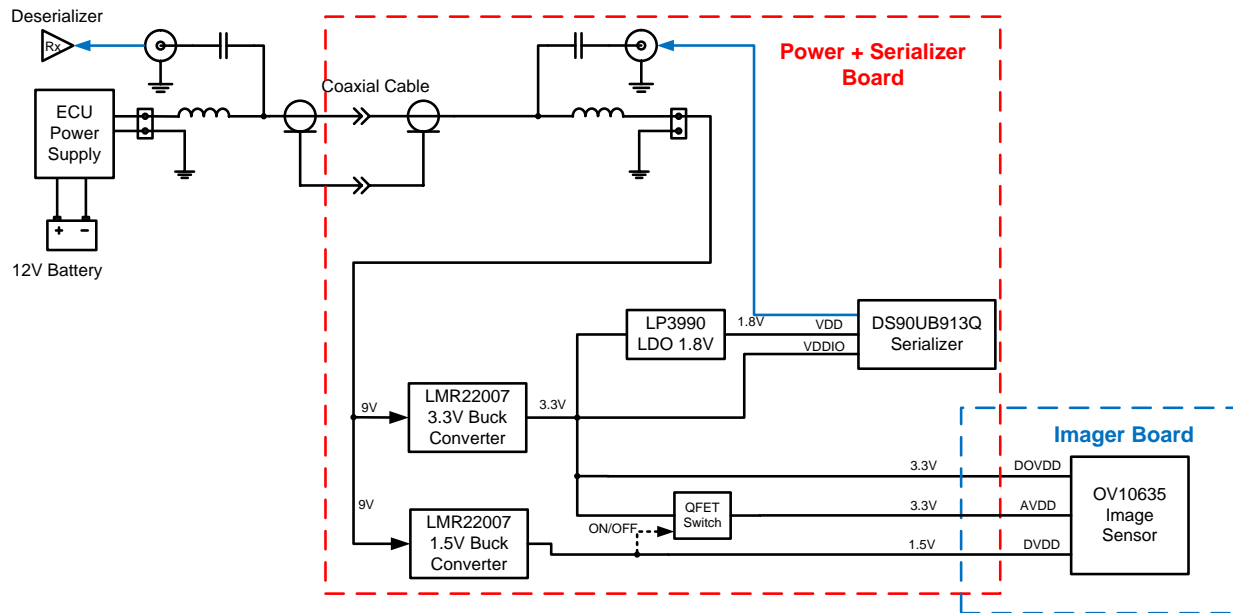 Deserializer
Rx
Power + Serializer
Board
Coaxial Cable
ECU
Power
Supply
+ -
12V Battery
LP3990
LDO 1.8V
1.8V
VDD
VDDIO
DS90UB913Q
Serializer
9V
LMR22007
3.3V Buck
Converter
3.3V
Imager Board
3.3V
DOVDD
OV10635
Image
Sensor
9V
QFET
Switch
3.3V
AVDD
ON/OFF
LMR22007
1.5V Buck
Converter
1.5V
DVDD